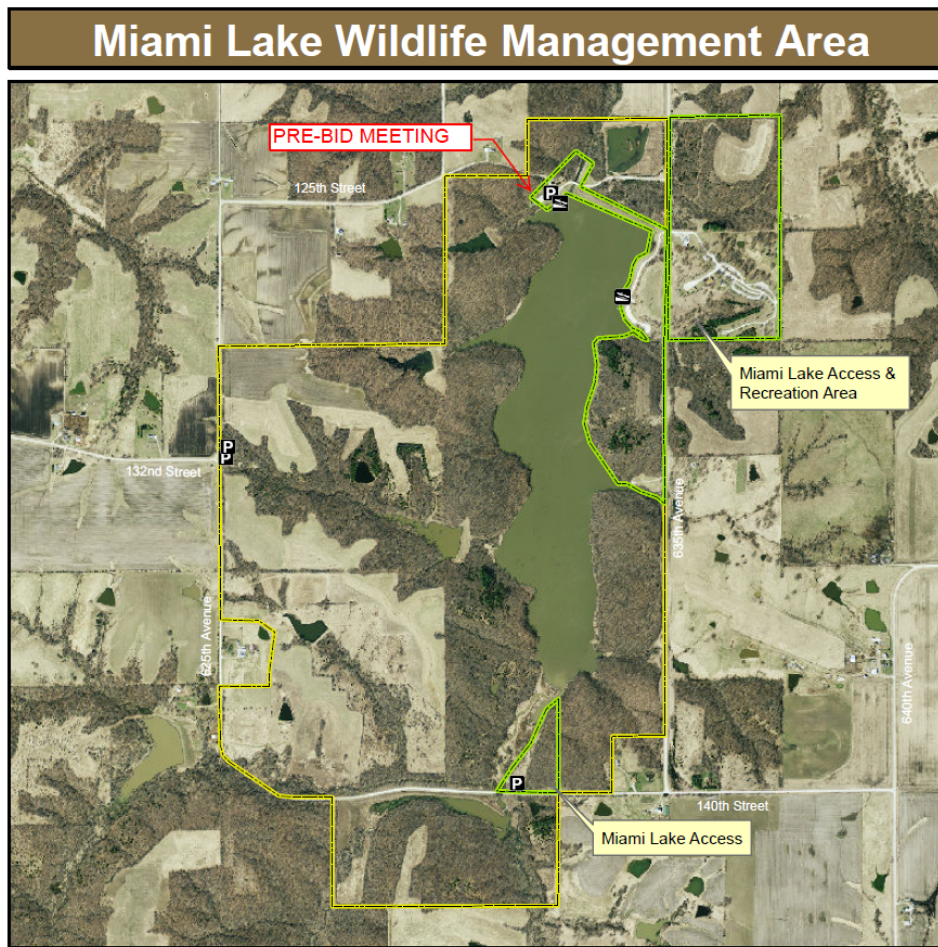 Miami Lake Wildlife Management Area
PRE-BID MEETING
125th Street
P
Miami Lake Access &
Recreation Area
P
P
132nd Street
635th Avenue
625th Avenue
640th Avenue
P
140th Street
Miami Lake Access